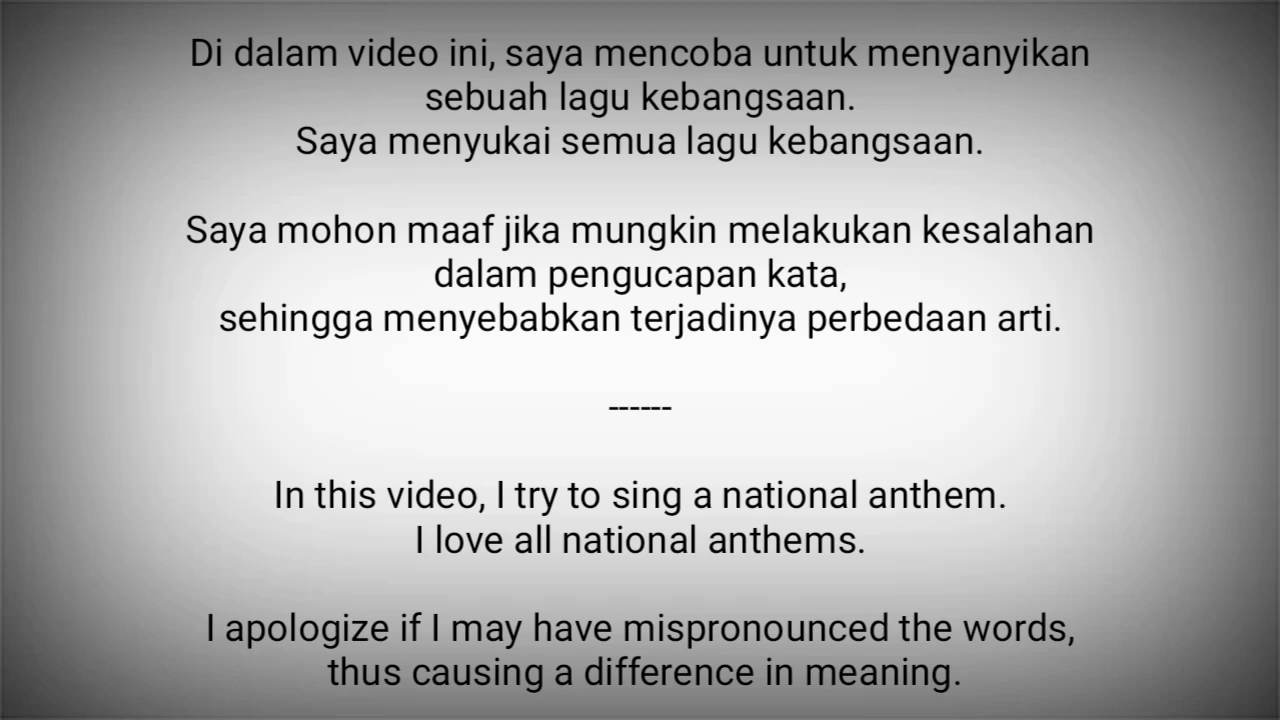 Di dalam video ini, saya mencoba untuk menyanyikan
sebuah lagu kebangsaan.
Saya menyukai semua lagu kebangsaan.
Saya mohon maaf jika mungkin melakukan kesalahan
dalam pengucapan kata,
sehingga menyebabkan terjadinya perbedaan arti.
------
In this video, I try to sing a national anthem.
I love all national anthems.
I apologize if I may have mispronounced the words,
thus causing a difference in meaning.